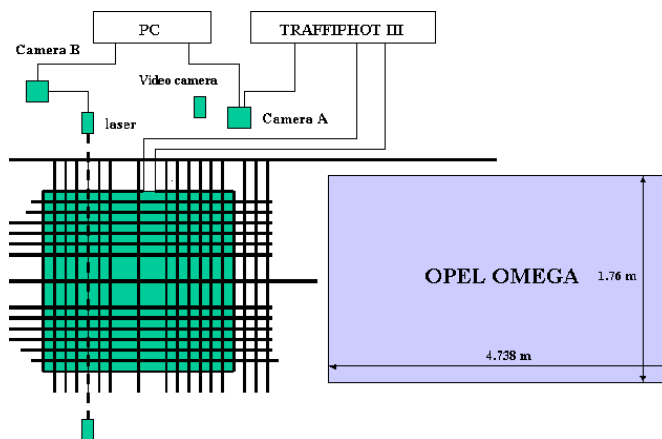 PC
TRAFFIPHOT III
Camera B
Video camera
Camera A
laser
OPEL OMEGA
1.76 m
4.738 m